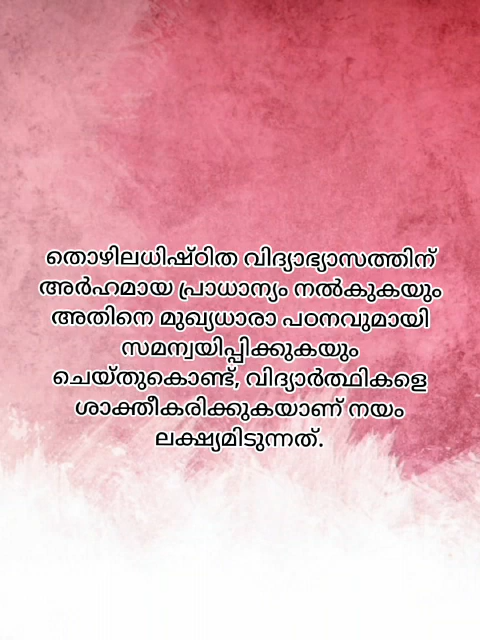 തൊഴിലധിഷ്ഠിത വിദ്യാഭ്യാസത്തിന്
അർഹമായ പ്രാധാന്യം നൽകുകയും
അതിനെ മുഖ്യധാരാ പഠനവുമായി
സമന്വയിപ്പിക്കുകയും
ചെയ്തുകൊണ്ട്, വിദ്യാർത്ഥികളെ
ശാക്തീകരിക്കുകയാണ് നയം
ലക്ഷ്യമിടുന്നത്.